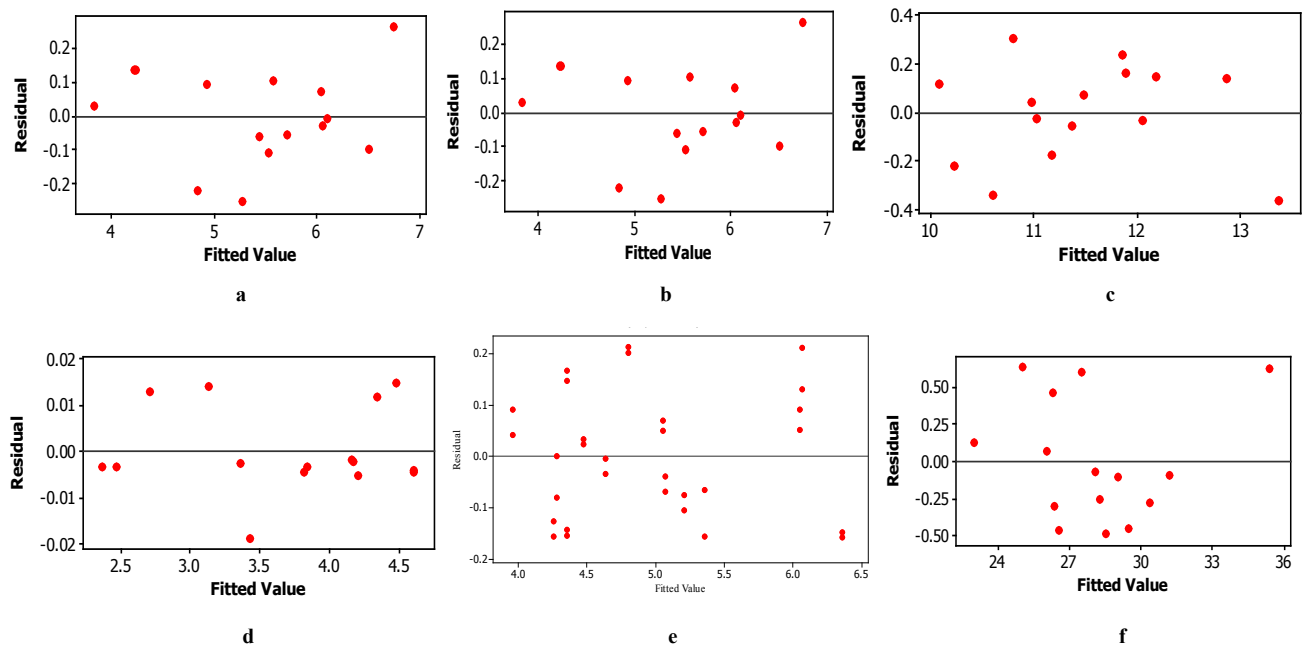 0.2
0.1
0.0
-0.1
-0.2
Residual
4 5 6 7
Fitted Value
a
0.2
0.1
0.0
-0.1
-0.2
Residual
4 5 6 7
Fitted Value
b
0.4
0.2
0.0
-0.2
-0.4
Residual
10 11 12 13
Fitted Value
c
0.02
0.01
0.00
-0.01
-0.02
Residual
2.5 3.0 3.5 4.0 4.5
Fitted Value
d
0.2
0.1
0.0
-0.1
-0.2
Residual
4.0 4.5 5.0 5.5 6.0 6.5
Fitted Value
e
0.50
0.25
0.00
-0.25
-0.50
Residual
24 27 30 33 36
Fitted Value
f